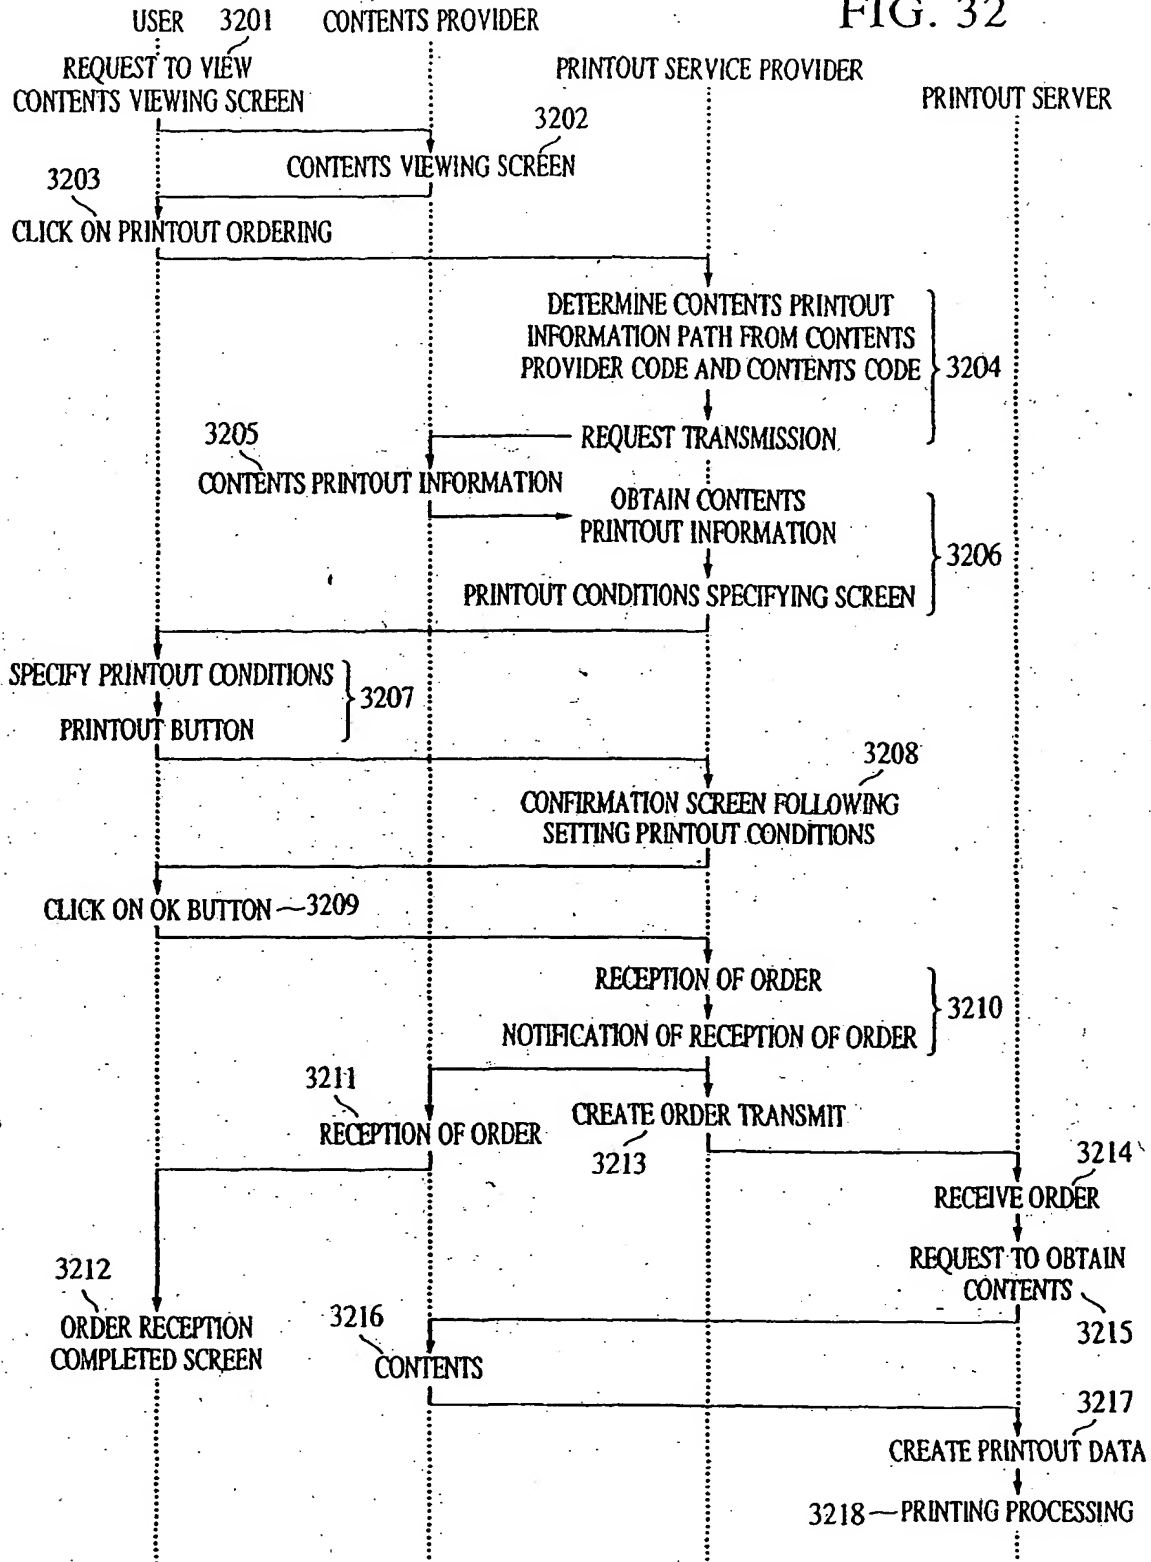 FIG. 32
USER 3201 CONTENTS PROVIDER
REQUEST TO VIEW
CONTENTS VIEWING SCREEN
PRINTOUT SERVICE PROVIDER
PRINTOUT SERVER
3202
CONTENTS VIEWING SCREEN
3203
CLICK ON PRINTOUT ORDERING
DETERMINE CONTENTS PRINTOUT
INFORMATION PATH FROM CONTENTS
PROVIDER CODE AND CONTENTS CODE
3204
REQUEST TRANSMISSION
3205
CONTENTS PRINTOUT INFORMATION
OBTAIN CONTENTS
PRINTOUT INFORMATION
3206
PRINTOUT CONDITIONS SPECIFYING SCREEN
SPECIFY PRINTOUT CONDITIONS
3207
PRINTOUT BUTTON
3208
CONFIRMATION SCREEN FOLLOWING
SETTING PRINTOUT CONDITIONS
CLICK ON OK BUTTON 3209
RECEPTION OF ORDER
3210
NOTIFICATION OF RECEPTION OF ORDER
3211
RECEPTION OF ORDER
CREATE ORDER TRANSMIT
3213
3214
RECEIVE ORDER
REQUEST TO OBTAIN
CONTENTS
3215
3212
ORDER RECEPTION
COMPLETED SCREEN
3216
CONTENTS
3217
CREATE PRINTOUT DATA
3218 PRINTING PROCESSING